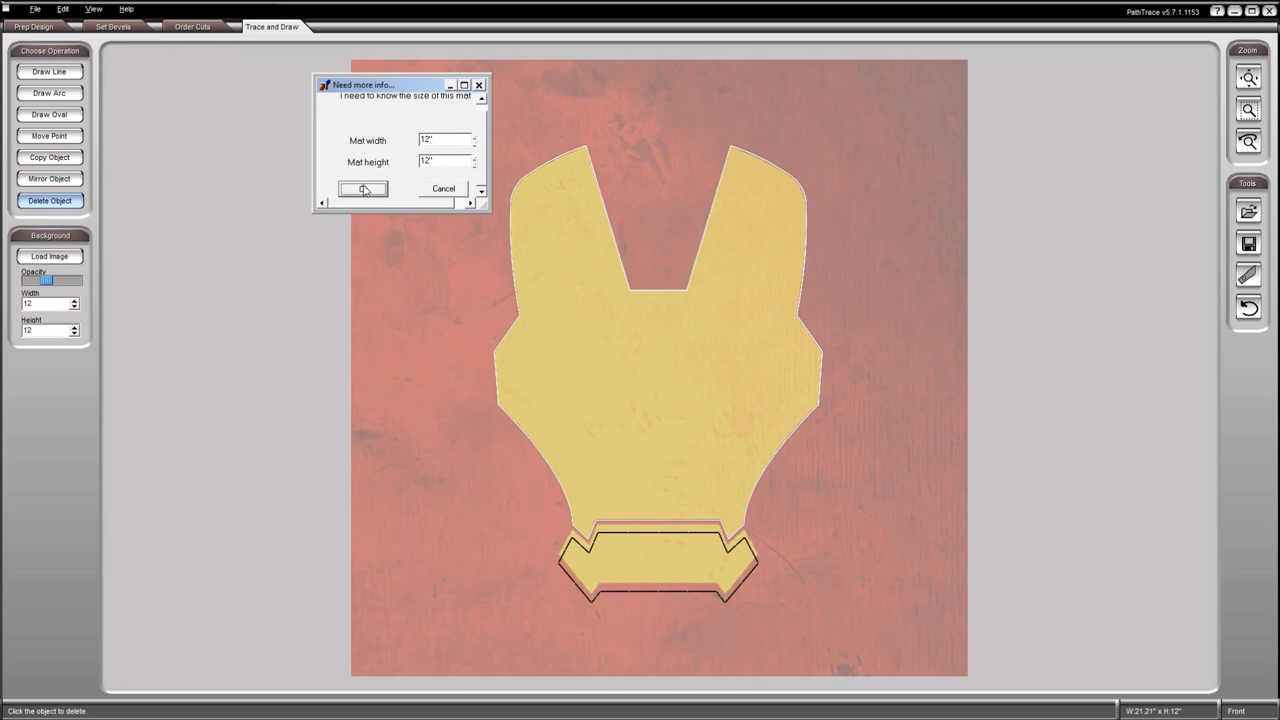 File Edit View Help
PathTrace v5.7.1.1153
Prep Design Set Bevels Order Cuts Trace and Draw
Choose Operation
Draw Line
Draw Arc
Draw Oval
Move Point
Copy Object
Mirror Object
Delete Object
Background
Load Image
Opacity
Width
12
Height
12
Need more info...
I need to know the size of this mat
Mat width 12"
Mat height 12"
Cancel
Zoom
Tools
Click the object to delete.
W:21.21" x H:12"
Front